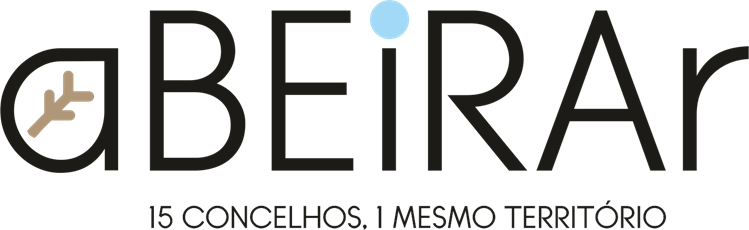 aBEiRAr
15 CONCELHOS, 1 MESMO TERRITÓRIO